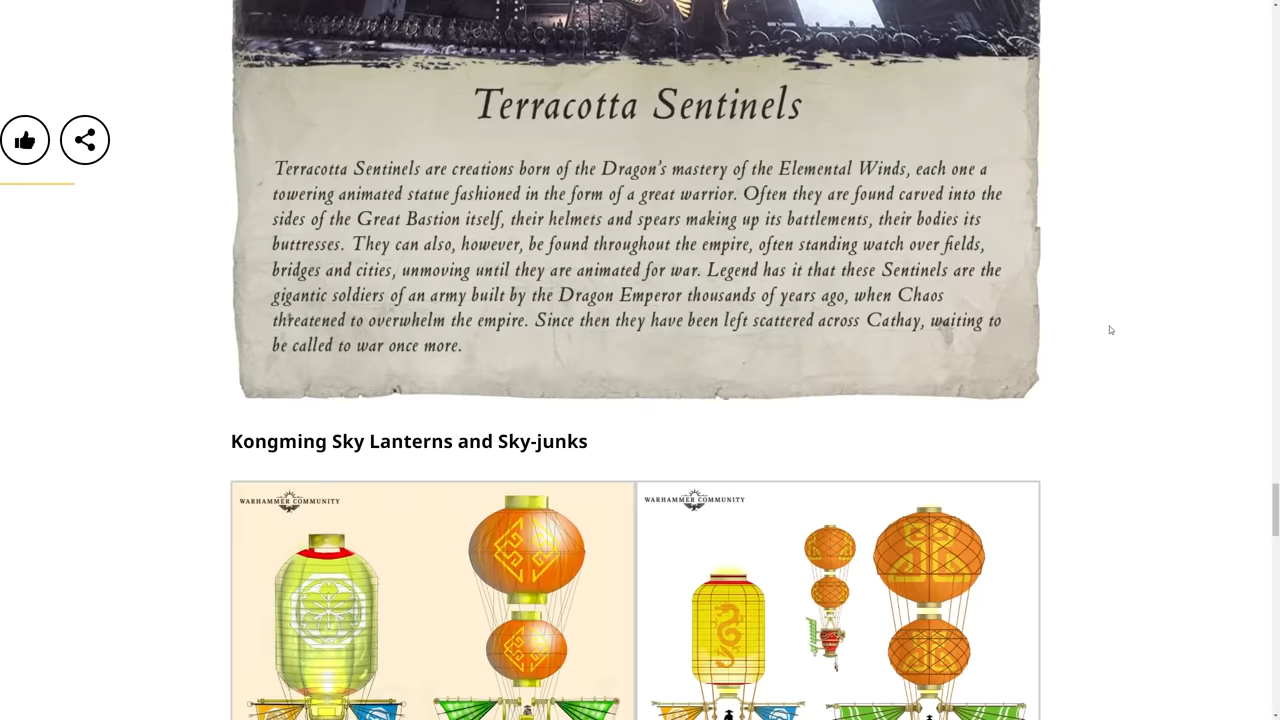 Terracotta Sentinels
Terracotta Sentinels are creations born of the Dragon's mastery of the Elemental Winds, each one a
towering animated statue fashioned in the form of a great warrior. Often they are found carved into the
sides of the Great Bastion itself, their helmets and spears making up its battlements, their bodies its
buttresses. They can also, however, be found throughout the empire, often standing watch over fields,
bridges and cities, unmoving until they are animated for war. Legend has it that these Sentinels are the
gigantic soldiers of an army built by the Dragon Emperor thousands of years ago, when Chaos
threatened to overwhelm the empire. Since then they have been left scattered across Cathay, waiting to
be called to war once more.
Kongming Sky Lanterns and Sky-junks
WARHAMMER COMMUNITY
WARHAMMER COMMUNITY